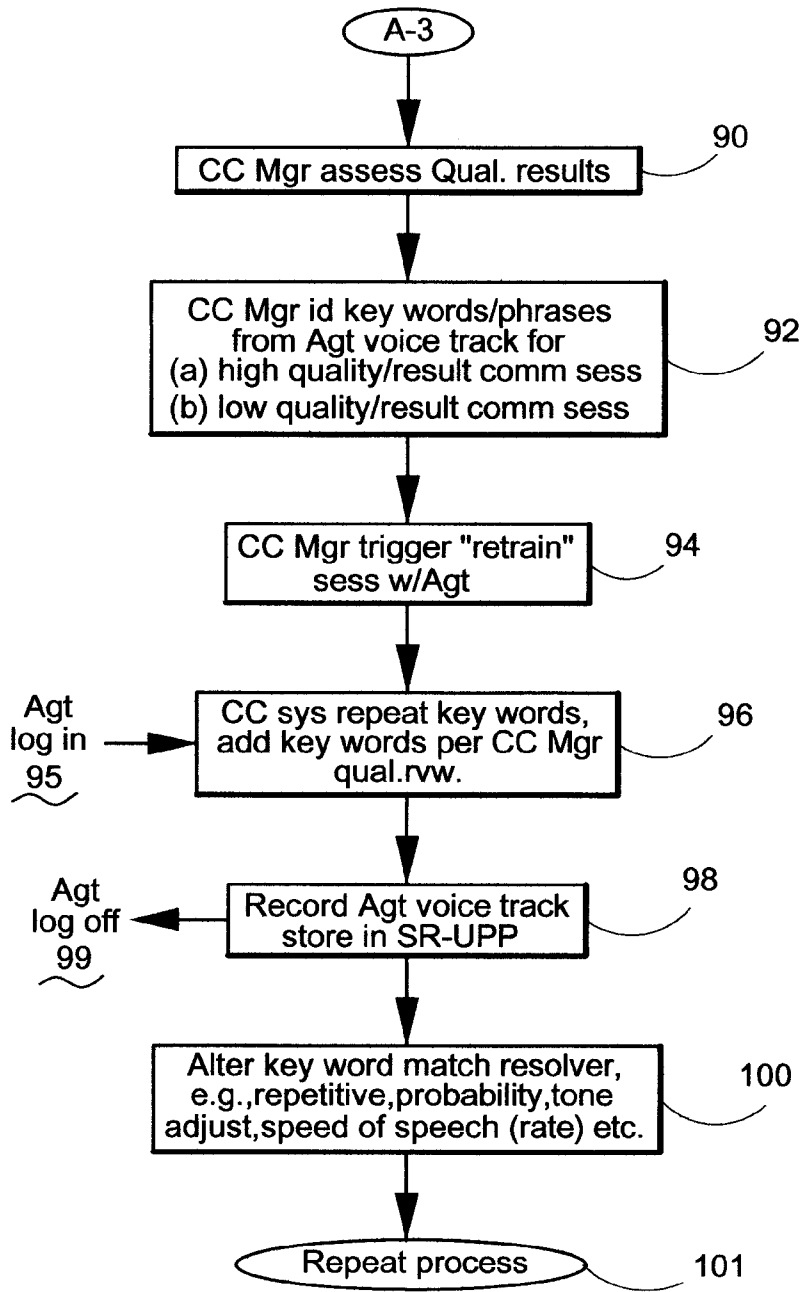 A-3
90
CC Mgr assess Qual. results
CC Mgr id key words/phrases
from Agt voice track for
(a) high quality/result comm sess
(b) low quality/result comm sess
92
CC Mgr trigger "retrain"
sess w/Agt
94
Agt
log in
95
CC sys repeat key words,
add key words per CC Mgr
qual.rvw.
96
Agt
log off
99
Record Agt voice track
store in SR-UPP
98
Alter key word match resolver,
e.g.,repetitive,probability,tone
adjust,speed of speech (rate) etc.
100
Repeat process
101